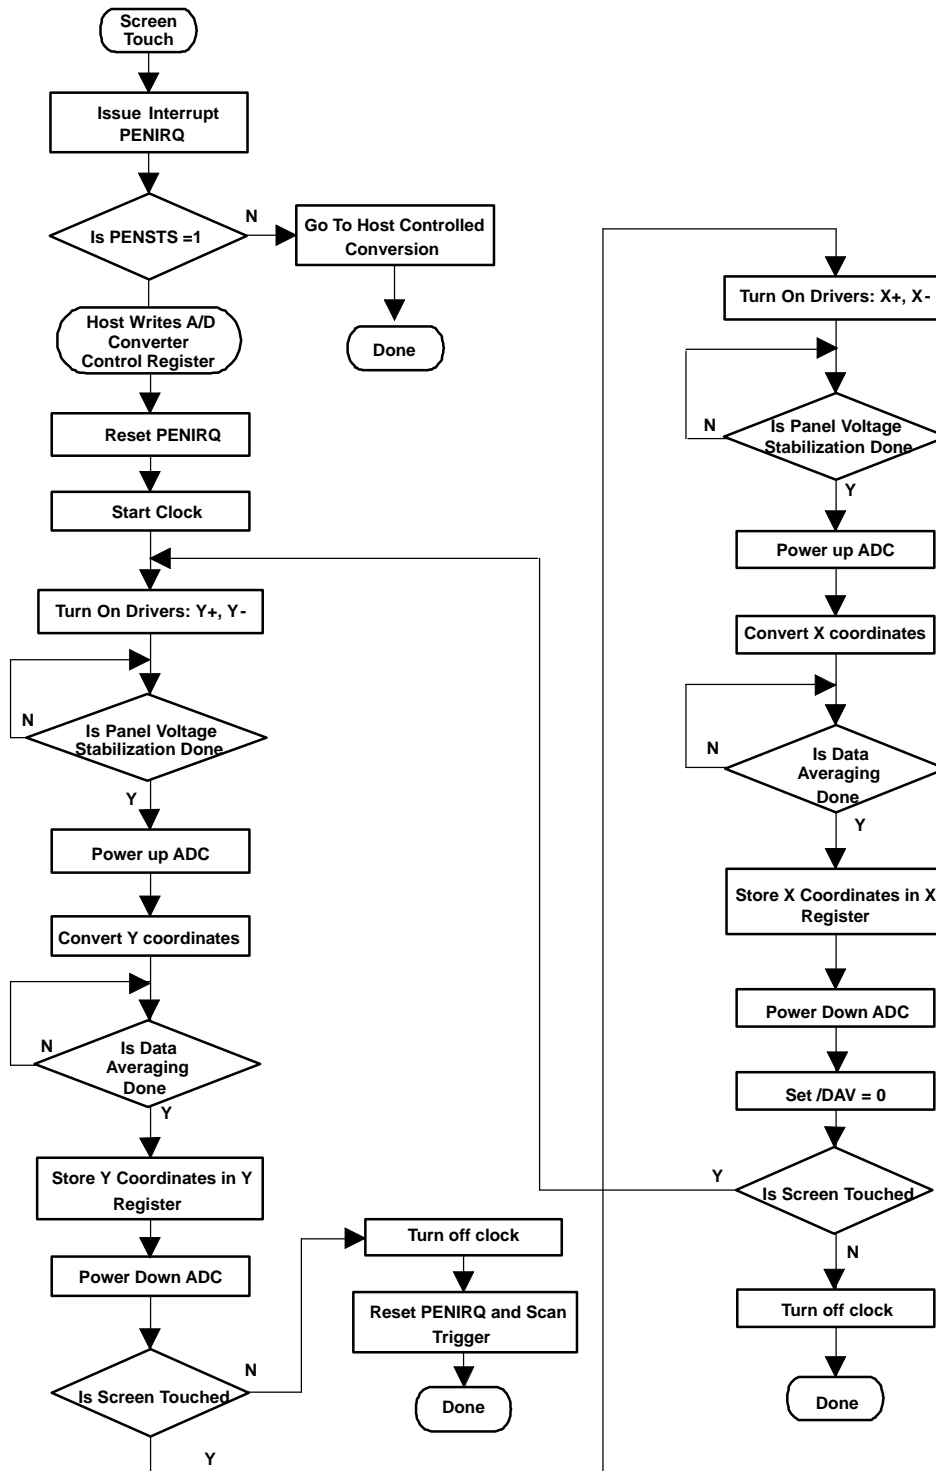 Screen
Touch
Issue Interrupt
PENIRQ
Is PENSTS =1
N
Go To Host Controlled
Conversion
Done
Host Writes A/D
Converter
Control Register
Reset PENIRQ
Start Clock
Turn On Drivers: Y+, Y-
N
Is Panel Voltage
Stabilization Done
Y
Power up ADC
Convert Y coordinates
N
Is Data
Averaging
Done
Y
Store Y Coordinates in Y
Register
Power Down ADC
Is Screen Touched
N
Y
Turn off clock
Reset PENIRQ and Scan
Trigger
Done
Turn On Drivers: X+, X-
N
Is Panel Voltage
Stabilization Done
Y
Power up ADC
Convert X coordinates
N
Is Data
Averaging
Done
Y
Store X Coordinates in X
Register
Power Down ADC
Set /DAV = 0
Y
Is Screen Touched
N
Turn off clock
Done